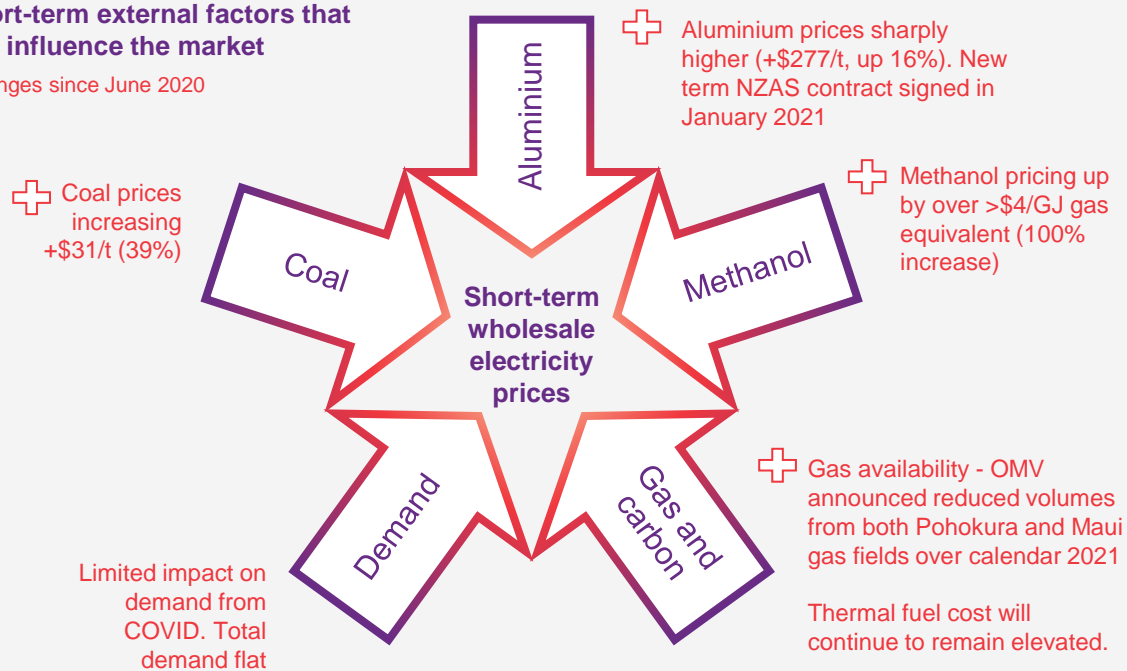 ort-term external factors that
influence the market
nges since June 2020
Aluminium
Aluminium prices sharply
higher (+$277/t, up 16%). New
term NZAS contract signed in
January 2021
Coal prices
increasing
+$31/t (39%)
Coal
Methanol
Methanol pricing up
by over >$4/GJ gas
equivalent (100%
increase)
Short-term
wholesale
electricity
prices
Demand
Limited impact on
demand from
COVID. Total
demand flat
Gas and
carbon
Gas availability - OMV
announced reduced volumes
from both Pohokura and Maui
gas fields over calendar 2021
Thermal fuel cost will
continue to remain elevated.